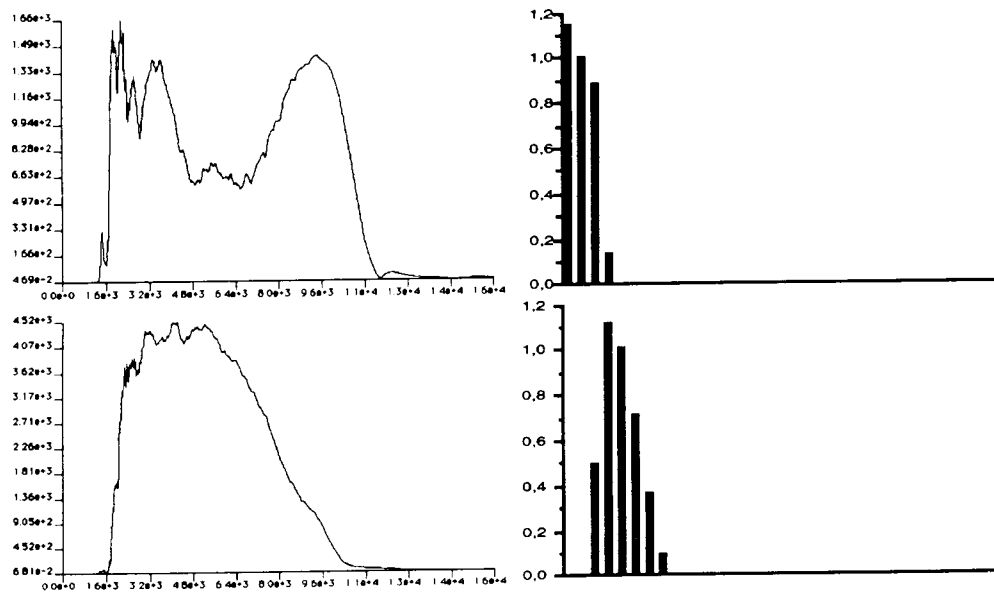 1.66e+3
1.49e+3
1.33e+3
1.16e+3
9.94e+2
8.28e+2
6.63e+2
4.97e+2
3.31e+2
1.66e+2
4.69e-2
0.0e+0 1.6e+3 3.2e+3 4.8e+3 6.4e+3 8.0e+3 9.6e+3 1.1e+4 1.3e+4 1.4e+4 1.6e+4
1,2
1,0
0,8
0,6
0,4
0,2
0,0
4.52e+3
4.07e+3
3.62e+3
3.17e+3
2.71e+3
2.26e+3
1.81e+3
1.36e+3
9.05e+2
4.52e+2
6.81e-2
0.0e+0 1.6e+3 3.2e+3 4.8e+3 6.4e+3 8.0e+3 9.6e+3 1.1e+4 1.3e+4 1.4e+4 1.6e+4
1,2
1,0
0,8
0,6
0,4
0,2
0,0